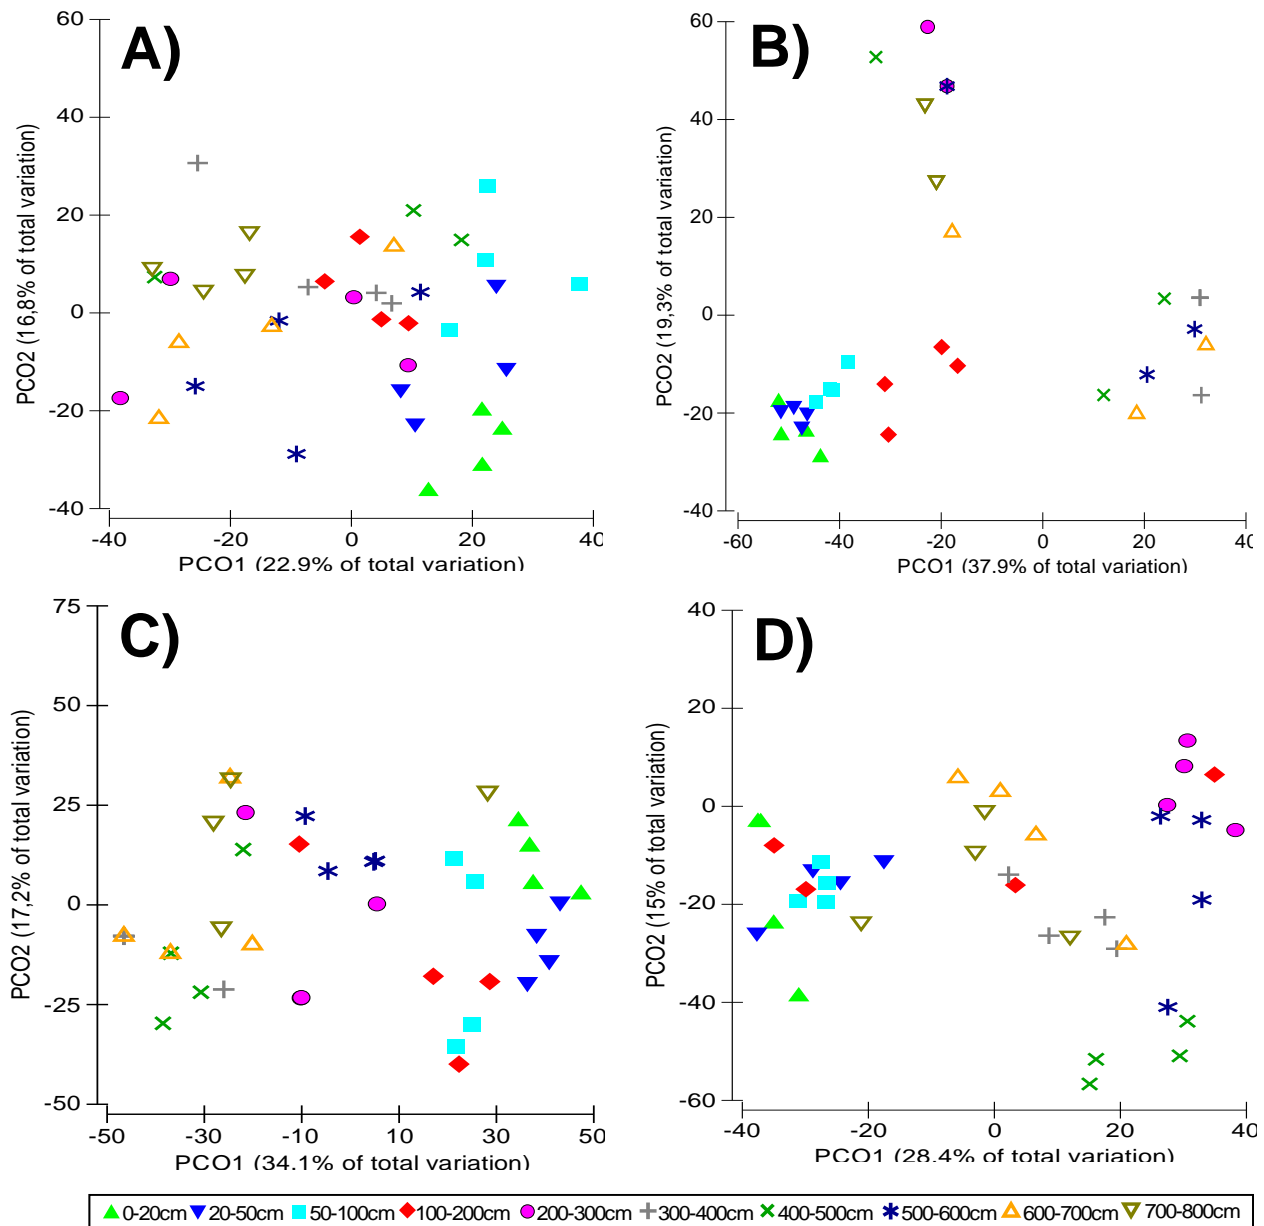 A)
60
40
20
0
-20
-40
PCO2 (16,8% of total variation)
-40 -20 0 20 40
PCO1 (22.9% of total variation)
B)
60
40
20
0
-20
-40
PCO2 (19,3% of total variation)
-60 -40 -20 0 20 40
PCO1 (37.9% of total variation)
C)
75
50
25
0
-25
-50
PCO2 (17,2% of total variation)
-50 -30 -10 10 30 50
PCO1 (34.1% of total variation)
D)
40
20
0
-20
-40
-60
PCO2 (15% of total variation)
-40 -20 0 20 40
PCO1 (28.4% of total variation)
0-20cm 20-50cm 50-100cm 100-200cm 200-300cm 300-400cm 400-500cm 500-600cm 600-700cm 700-800cm